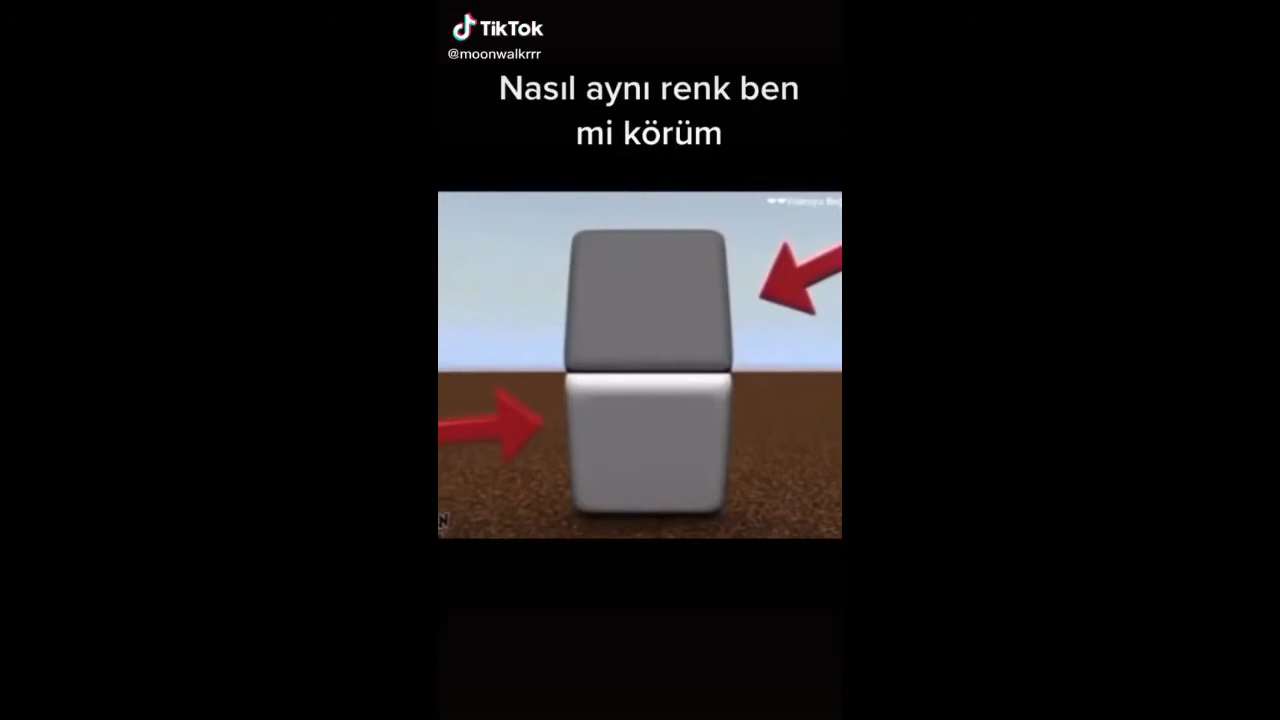 TikTok
@moonwalkrrr
Nasıl aynı renk ben
mi körüm